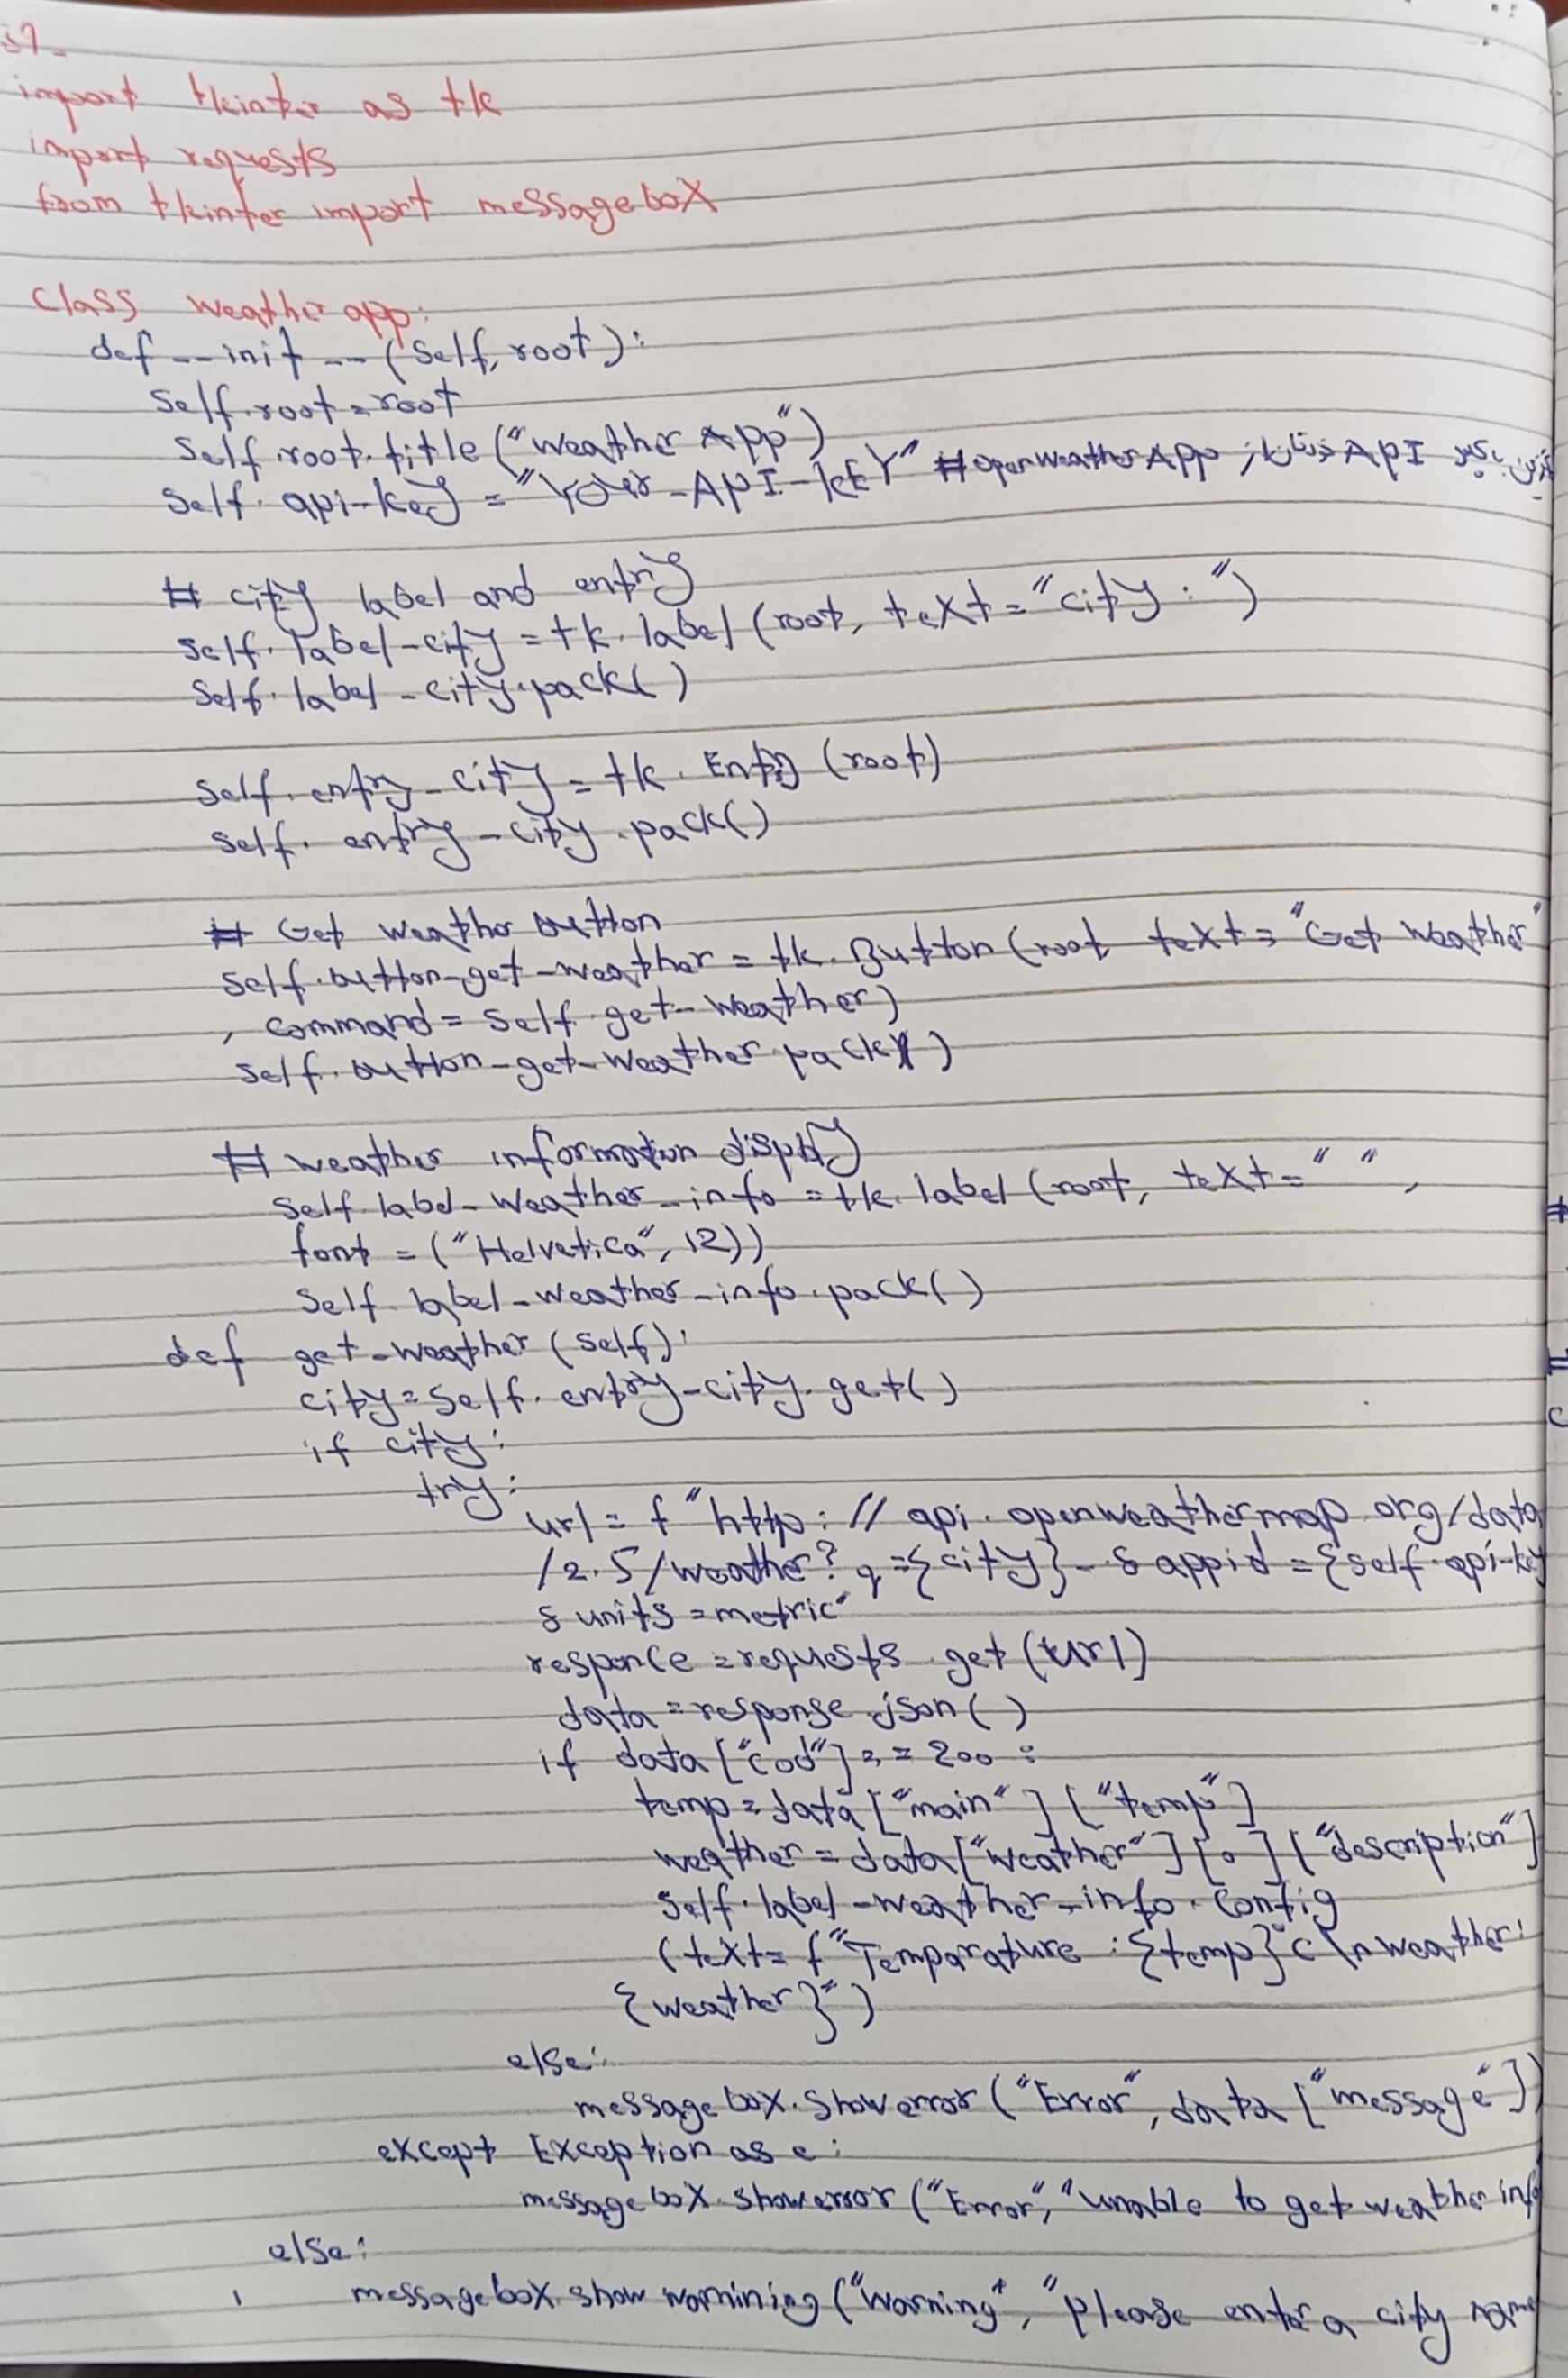 37-
import tkinter as tk
import requests
from tkinter import messagebox
class weather app:
def __init__(self, root):
self.root = root
self.root.title("weather App")
self.api-key = "YOUR-API-KEY" # openweatherApp از API خودتان
# city label and entry
self.label-city = tk.label(root, text="city:")
self.label-city.pack()
self.entry-city = tk.Entry(root)
self.entry-city.pack()
# Get weather button
self.button-get-weather = tk.Button(root, text="Get weather"
, command = self.get-weather)
self.button-get-weather.pack()
# weather information display
self.label-weather-info = tk.label(root, text=" ",
font = ("Helvetica", 12))
self.label-weather-info.pack()
def get-weather(self):
city = self.entry-city.get()
if city:
try:
url = f "http://api.openweathermap.org/data
/2.5/weather?q={city}-&appid={self.api-key
&units=metric"
responce = requests.get(url)
data = response.json()
if data["cod"] == 200:
temp = data["main"]["temp"]
weather = data["weather"][0]["description"]
self.label-weather-info.config
(text= f"Temparature:{temp}°c\nweather:
{weather}")
else:
messagebox.showerror("Error", data["message"])
except Exception as e:
messagebox.showerror("Error", "unable to get weather info
else:
messagebox.show wornining("Worning", "please enter a city name